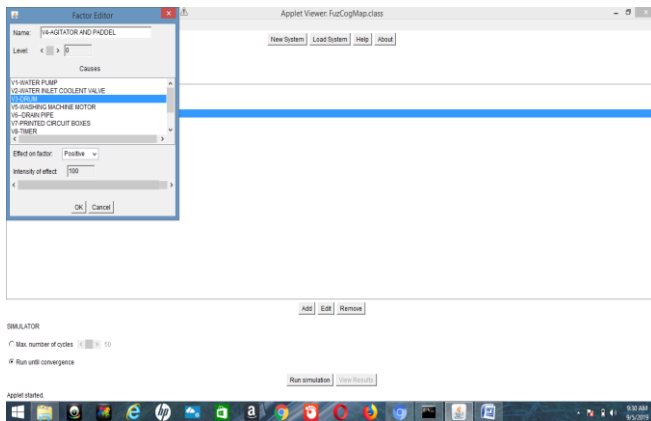 Factor Editor
Applet Viewer: FuzCogMap.class
Name: V4-AGITATOR AND PADDEL
Level: 0
Causes
V1-WATER PUMP
V2-WATER INLET COOLENT VALVE
V3-DRUM
V5-WASHING MACHINE MOTOR
V6--DRAIN PIPE
V7-PRINTED CIRCUIT BOXES
V8-TIMER
Effect on factor: Positive
Intensity of effect: 100
OK Cancel
New System Load System Help About
Add Edit Remove
SIMULATOR
Max. number of cycles 50
Run until convergence
Run simulation View Results
Applet started.
9:30 AM
9/5/2019